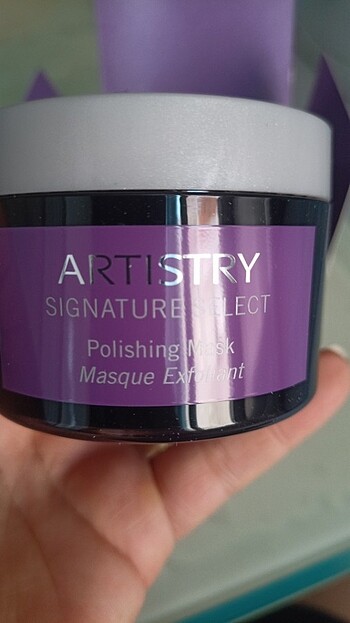 ARTISTRY
SIGNATURE SELECT
Polishing Mask
Masque Exfoliant